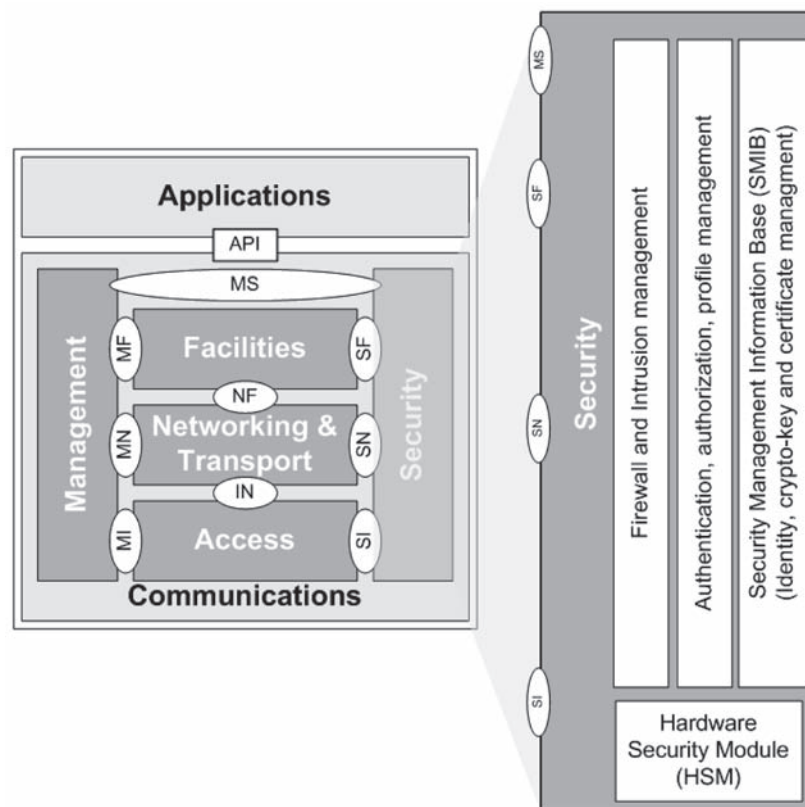 Applications
API
MS
Management
MF
Facilities
SF
NF
MN
Networking &
Transport
SN
Security
IN
MI
Access
SI
Communications
MS
SF
SN
SI
Security
Firewall and Intrusion management
Authentication, authorization, profile management
Security Management Information Base (SMIB)
(Identity, crypto-key and certificate managment)
Hardware
Security Module
(HSM)